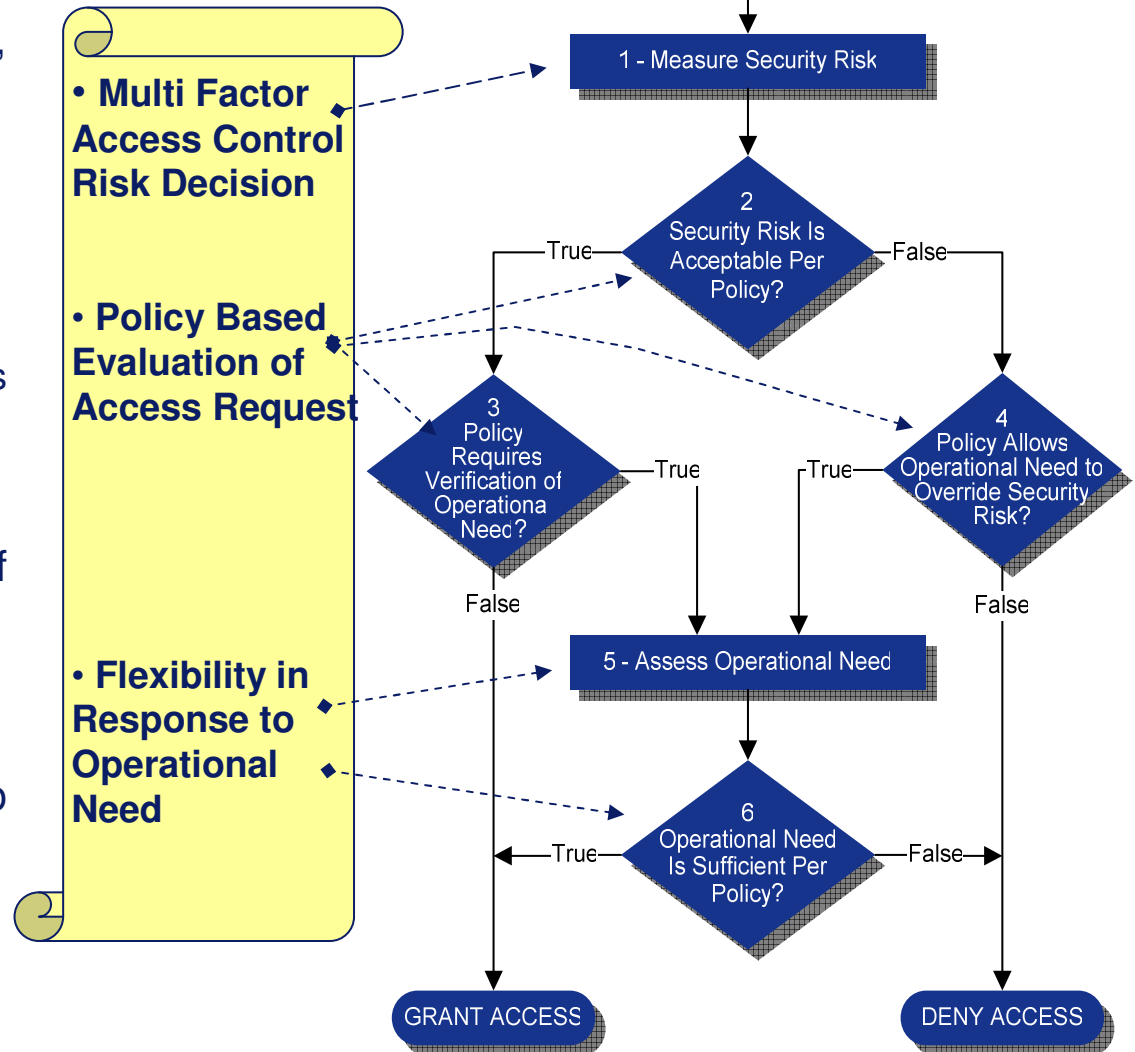 ,
s
f
o
• Multi Factor
Access Control
Risk Decision
• Policy Based
Evaluation of
Access Request
• Flexibility in
Response to
Operational
Need
1 - Measure Security Risk
2
Security Risk Is
Acceptable Per
Policy?
True
False
3
Policy
Requires
Verification of
Operationa
Need?
True
False
4
Policy Allows
Operational Need to
Override Security
Risk?
True
False
5 - Assess Operational Need
6
Operational Need
Is Sufficient Per
Policy?
True
False
GRANT ACCESS
DENY ACCESS